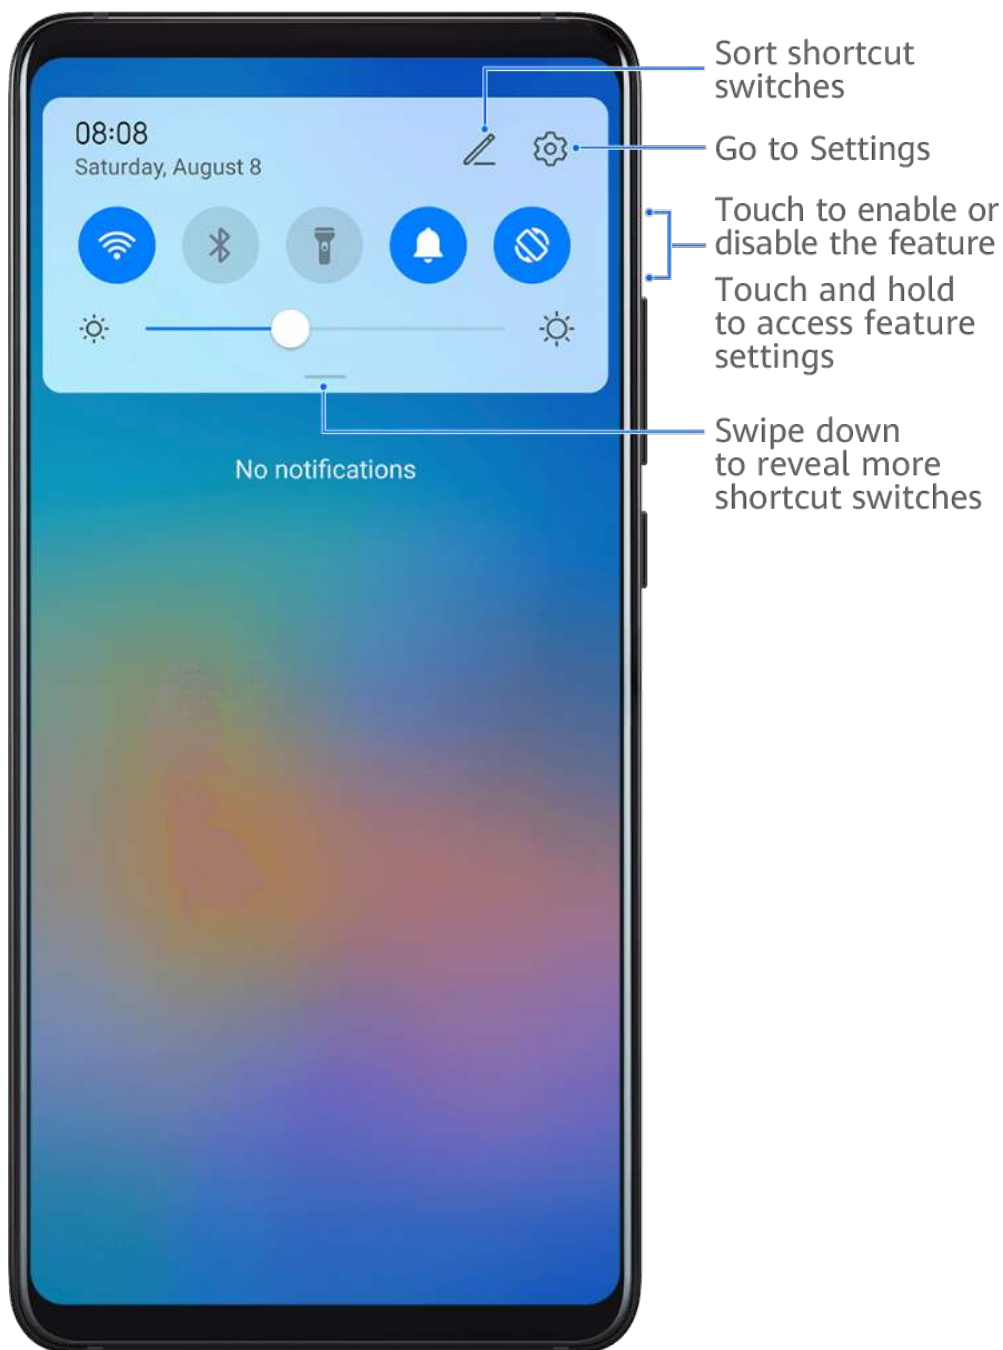 Sort shortcut
switches
08:08
Saturday, August 8
Go to Settings
Touch to enable or
disable the feature
Touch and hold
to access feature
settings
Swipe down
to reveal more
shortcut switches
No notifications